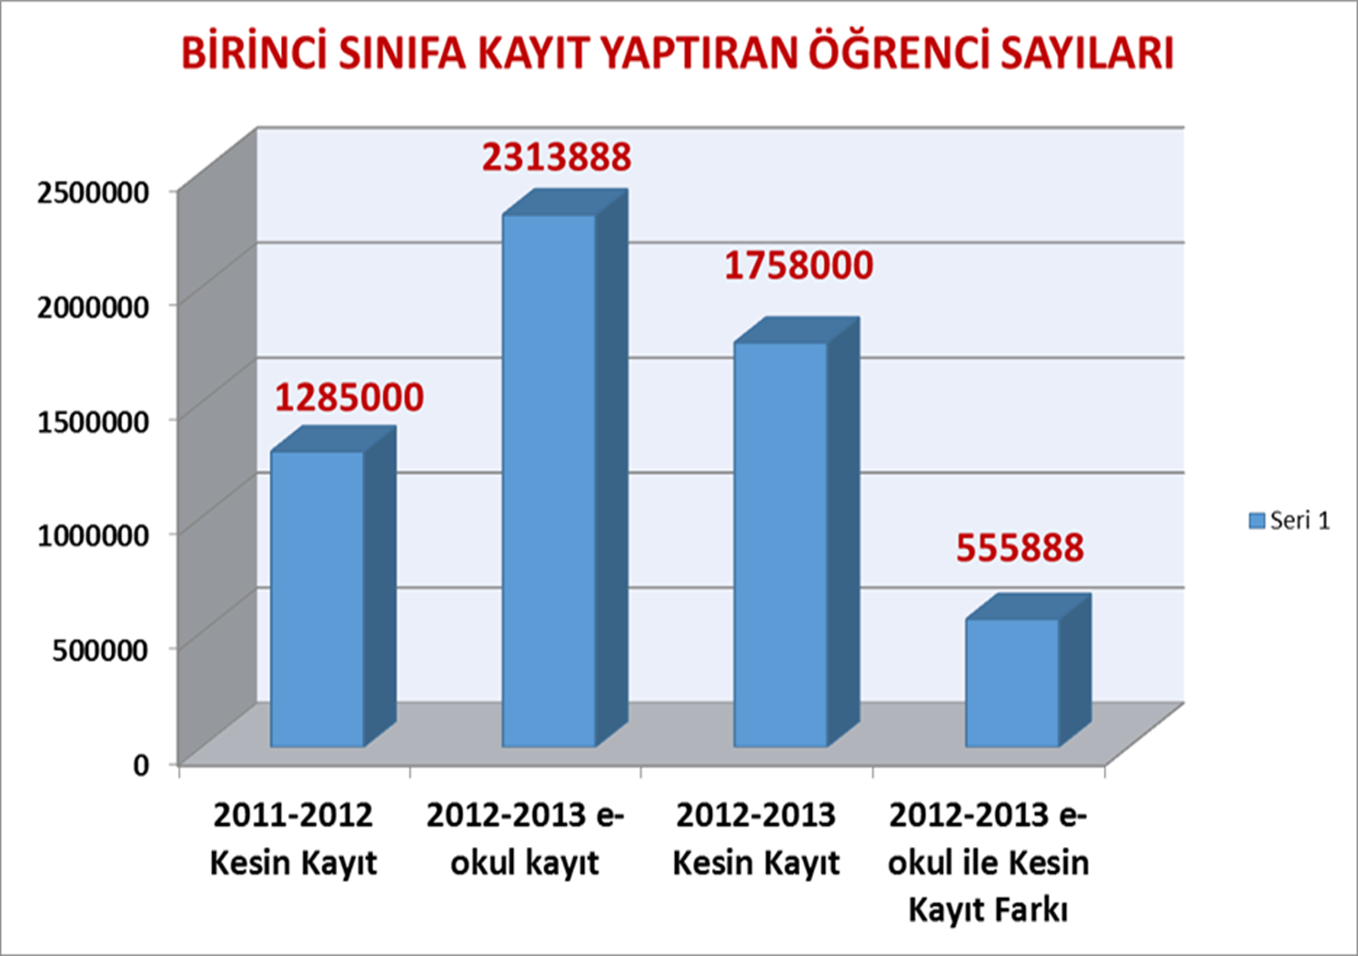 BİRİNCİ SINIFA KAYIT YAPTIRAN ÖĞRENCİ SAYILARI
2500000
2000000
1500000
1000000
500000
0
1285000
2313888
1758000
555888
Seri 1
2011-2012
Kesin Kayıt
2012-2013 e-
okul kayıt
2012-2013
Kesin Kayıt
2012-2013 e-
okul ile Kesin
Kayıt Farkı